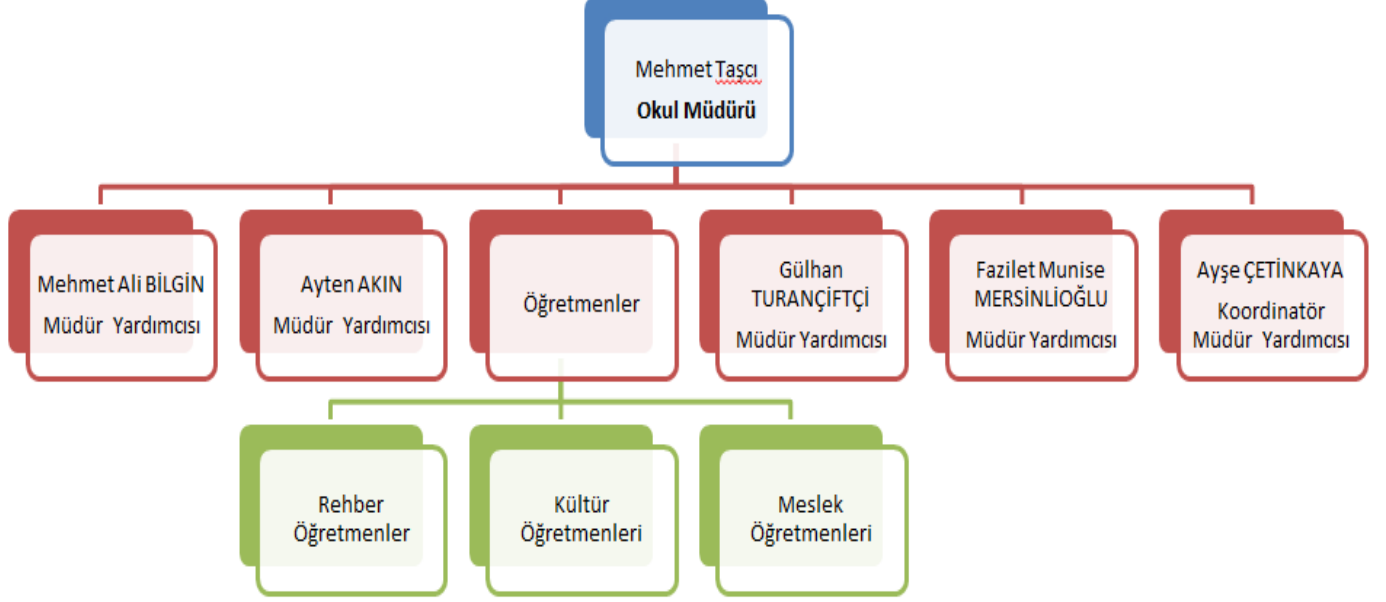 Mehmet Taşcı
Okul Müdürü
Mehmet Ali BİLGİN
Müdür Yardımcısı
Ayten AKIN
Müdür Yardımcısı
Öğretmenler
Gülhan
TURANÇİFTÇİ
Müdür Yardımcısı
Fazilet Munise
MERSİNLİOĞLU
Müdür Yardımcısı
Ayşe ÇETİNKAYA
Koordinatör
Müdür Yardımcısı
Rehber
Öğretmenler
Kültür
Öğretmenleri
Meslek
Öğretmenleri